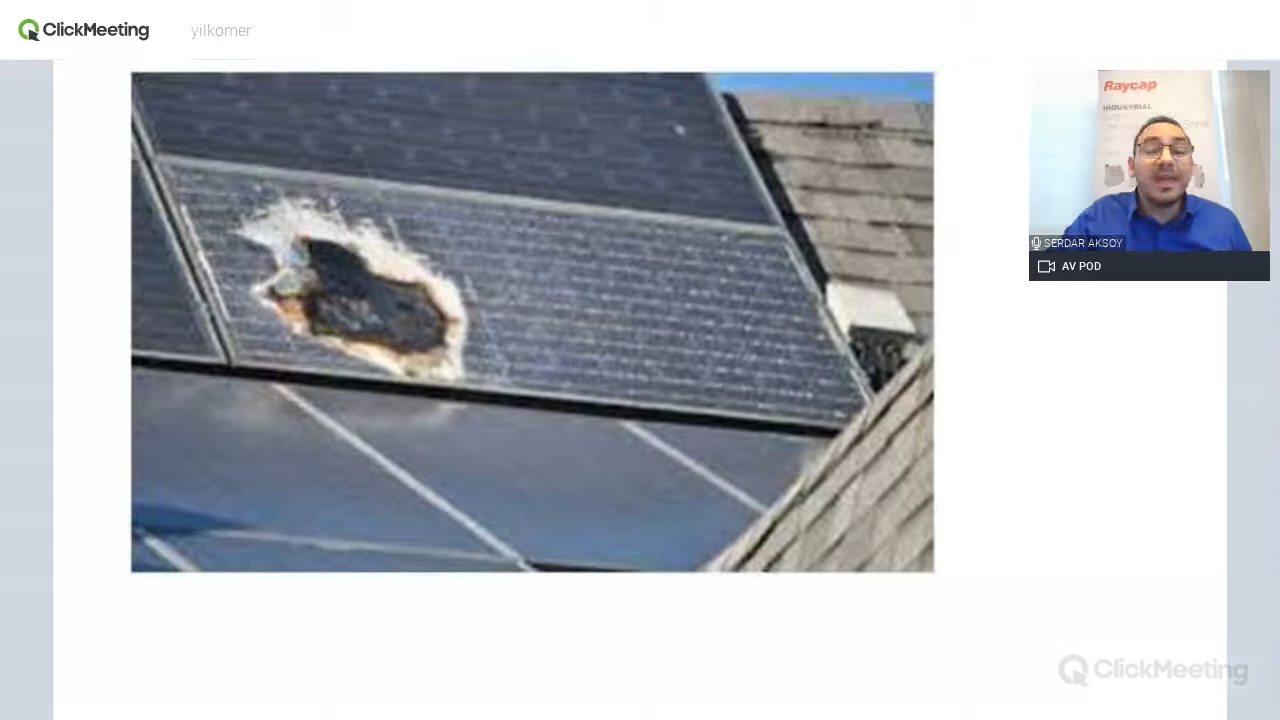 ClickMeeting
yilkomer
Raycap
INDUSTRIAL
SERDAR AKSOY
AV POD
ClickMeeting